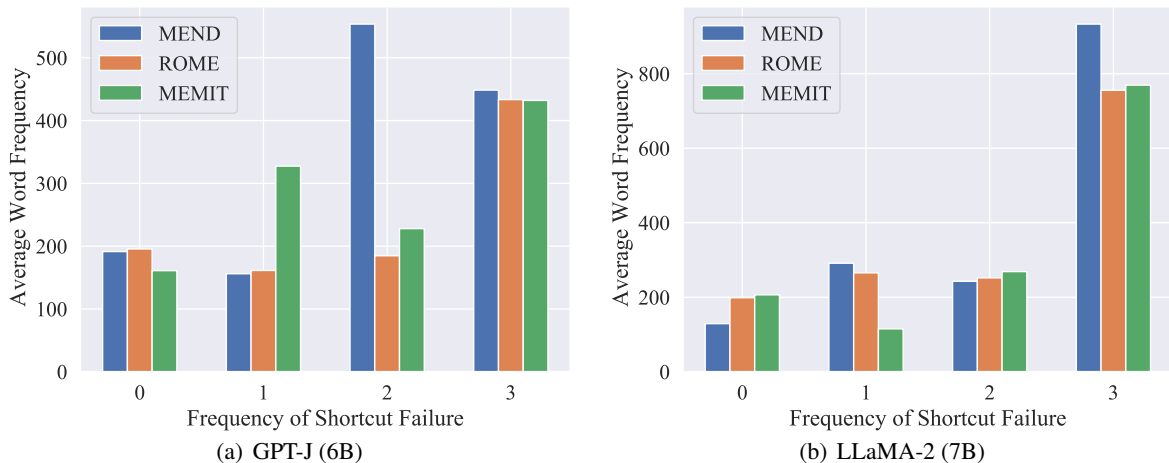 MEND
ROME
MEMIT
500
400
300
200
100
0
Average Word Frequency
0 1 2 3
Frequency of Shortcut Failure
(a) GPT-J (6B)
MEND
ROME
MEMIT
800
600
400
200
0
Average Word Frequency
0 1 2 3
Frequency of Shortcut Failure
(b) LLaMA-2 (7B)